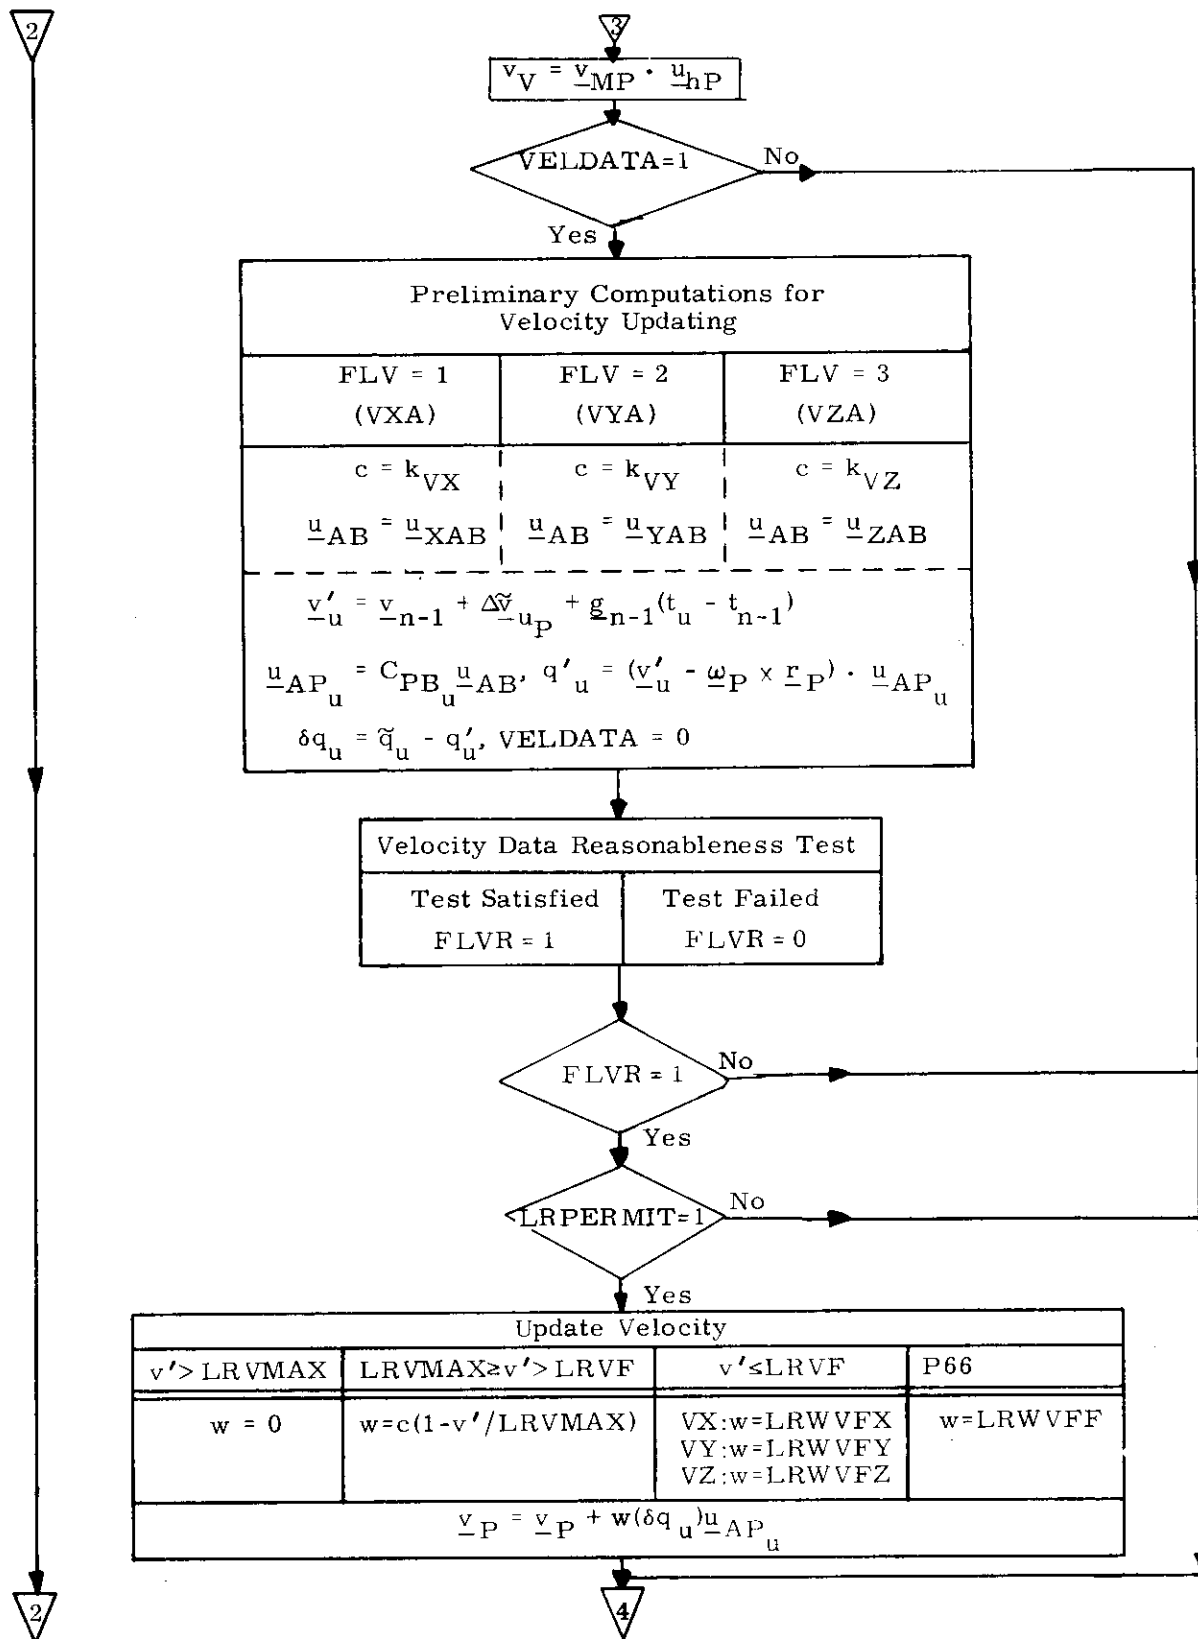 2
3
v_V = v_MP · u_hP
VELDATA=1
No
Yes
Preliminary Computations for
Velocity Updating
FLV = 1 FLV = 2 FLV = 3
(VXA) (VYA) (VZA)
c = k_VX c = k_VY c = k_VZ
u_AB = u_XAB u_AB = u_YAB u_AB = u_ZAB
v′_u = v_n-1 + Δṽ_u_P + g_n-1(t_u - t_n-1)
u_AP_u = C_PB_u u_AB, q′_u = (v′_u - ω_P × r_P) · u_AP_u
δq_u = q̃_u - q′_u, VELDATA = 0
Velocity Data Reasonableness Test
Test Satisfied Test Failed
FLVR = 1 FLVR = 0
FLVR = 1
No
Yes
LRPERMIT=1
No
Yes
Update Velocity
v′> LRVMAX LRVMAX≥v′> LRVF v′≤LRVF P66
w = 0 w=c(1-v′/LRVMAX) VX:w=LRWVFX w=LRWVFF
VY:w=LRWVFY
VZ:w=LRWVFZ
v_P = v_P + w(δq_u)u_AP_u
2
4